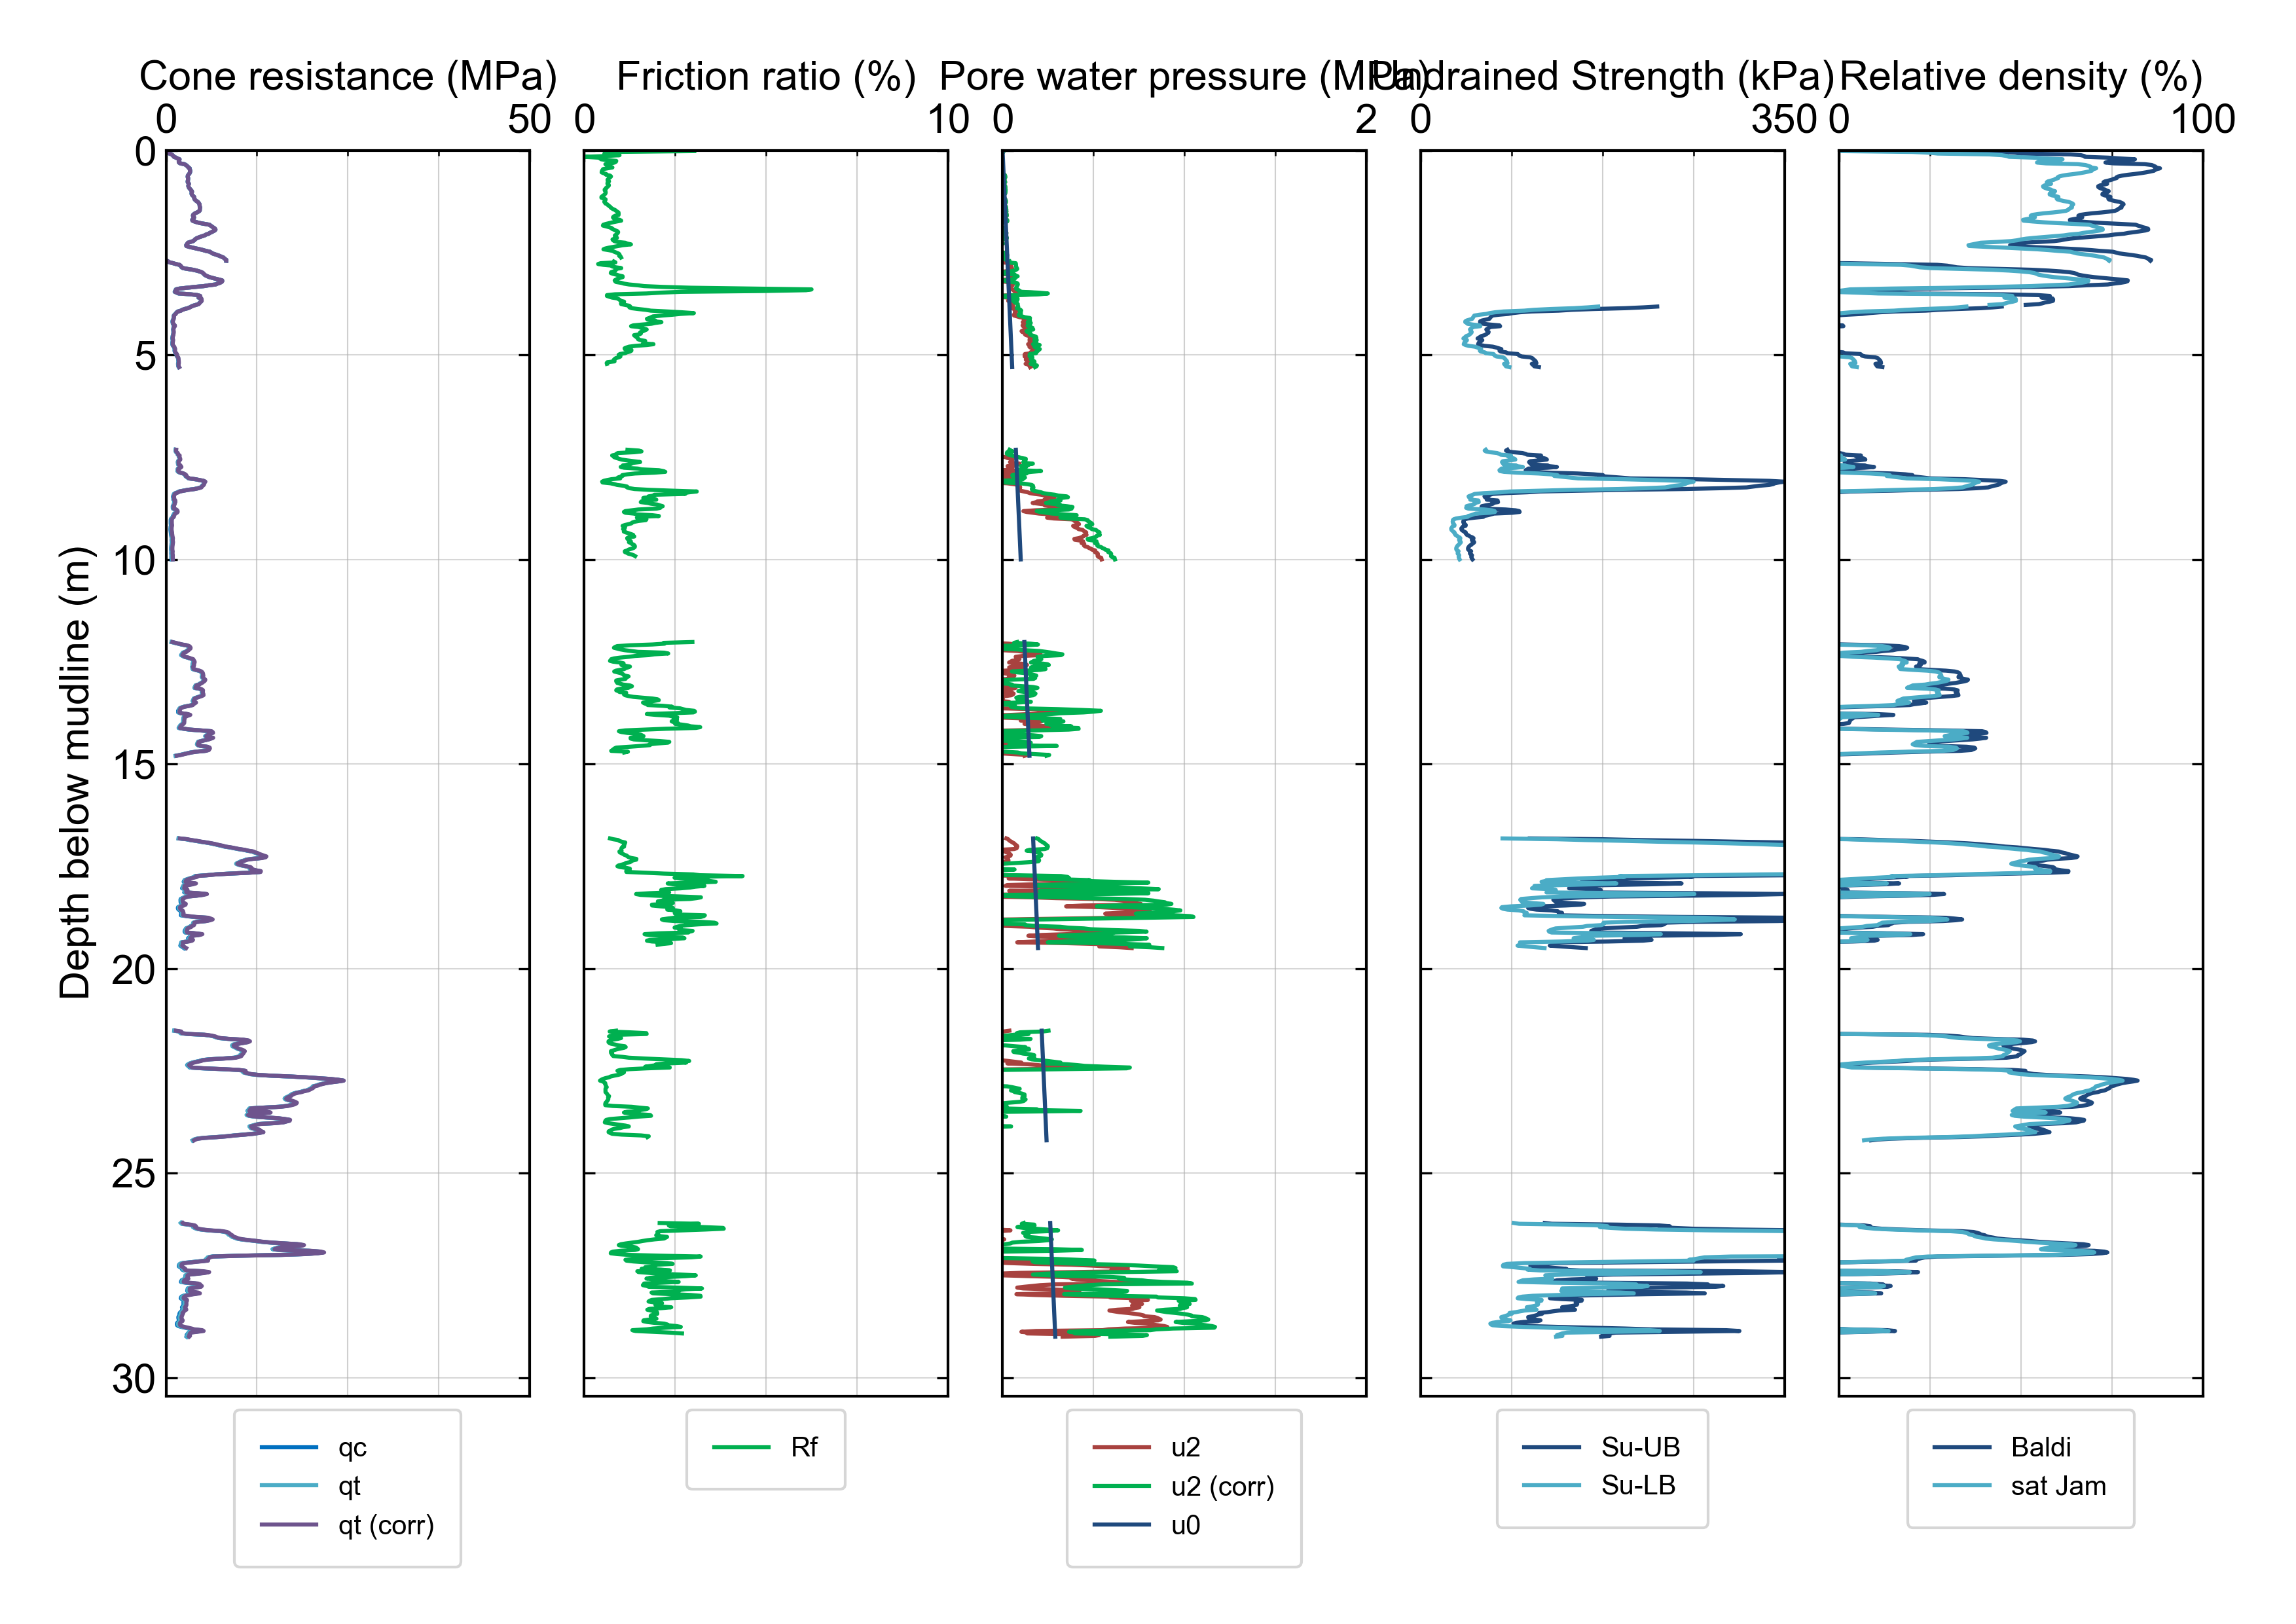 Cone resistance (MPa)
Friction ratio (%)
Pore water pressure (MPa)
Undrained Strength (kPa)
Relative density (%)
0 50
0 10
0 2
0 350
0 100
Depth below mudline (m)
0
5
10
15
20
25
30
qc
qt
qt (corr)
Rf
u2
u2 (corr)
u0
Su-UB
Su-LB
Baldi
sat Jam